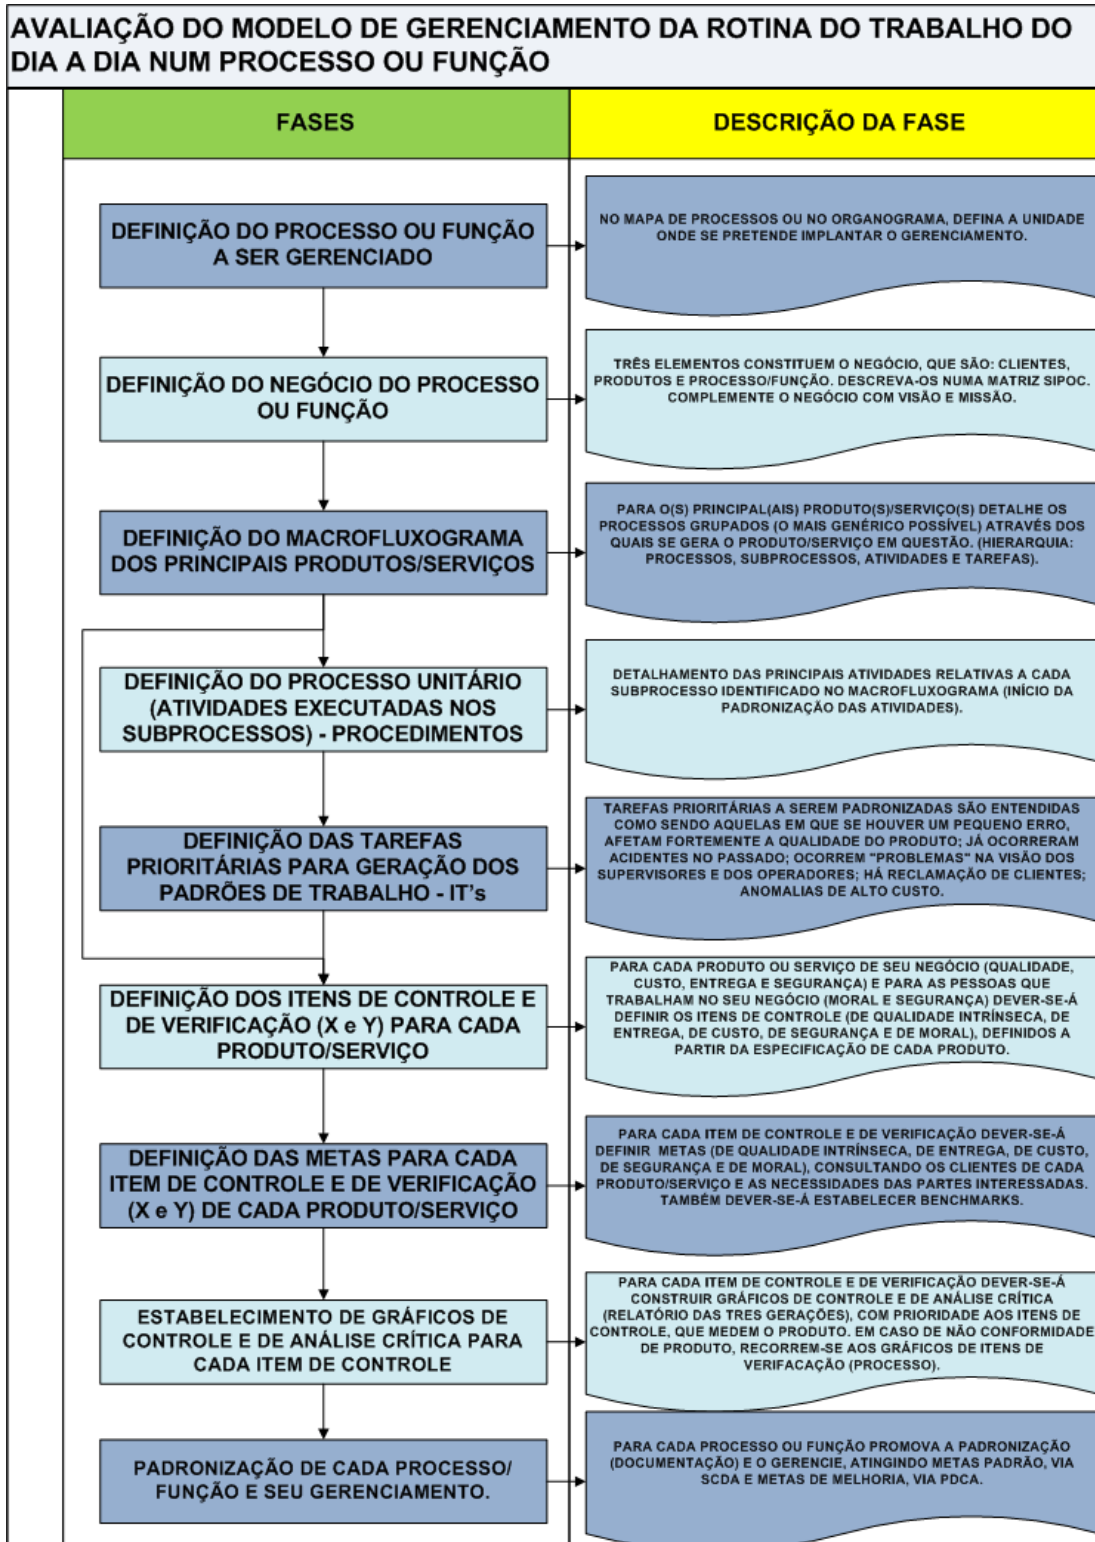 AVALIAÇÃO DO MODELO DE GERENCIAMENTO DA ROTINA DO TRABALHO DO
DIA A DIA NUM PROCESSO OU FUNÇÃO
FASES
DESCRIÇÃO DA FASE
DEFINIÇÃO DO PROCESSO OU FUNÇÃO
A SER GERENCIADO
NO MAPA DE PROCESSOS OU NO ORGANOGRAMA, DEFINA A UNIDADE
ONDE SE PRETENDE IMPLANTAR O GERENCIAMENTO.
DEFINIÇÃO DO NEGÓCIO DO PROCESSO
OU FUNÇÃO
TRÊS ELEMENTOS CONSTITUEM O NEGÓCIO, QUE SÃO: CLIENTES,
PRODUTOS E PROCESSO/FUNÇÃO. DESCREVA-OS NUMA MATRIZ SIPOC.
COMPLEMENTE O NEGÓCIO COM VISÃO E MISSÃO.
DEFINIÇÃO DO MACROFLUXOGRAMA
DOS PRINCIPAIS PRODUTOS/SERVIÇOS
PARA O(S) PRINCIPAL(AIS) PRODUTO(S)/SERVIÇO(S) DETALHE OS
PROCESSOS GRUPADOS (O MAIS GENÉRICO POSSÍVEL) ATRAVÉS DOS
QUAIS SE GERA O PRODUTO/SERVIÇO EM QUESTÃO. (HIERARQUIA:
PROCESSOS, SUBPROCESSOS, ATIVIDADES E TAREFAS).
DEFINIÇÃO DO PROCESSO UNITÁRIO
(ATIVIDADES EXECUTADAS NOS
SUBPROCESSOS) - PROCEDIMENTOS
DETALHAMENTO DAS PRINCIPAIS ATIVIDADES RELATIVAS A CADA
SUBPROCESSO IDENTIFICADO NO MACROFLUXOGRAMA (INÍCIO DA
PADRONIZAÇÃO DAS ATIVIDADES).
DEFINIÇÃO DAS TAREFAS
PRIORITÁRIAS PARA GERAÇÃO DOS
PADRÕES DE TRABALHO - IT's
TAREFAS PRIORITÁRIAS A SEREM PADRONIZADAS SÃO ENTENDIDAS
COMO SENDO AQUELAS EM QUE SE HOUVER UM PEQUENO ERRO,
AFETAM FORTEMENTE A QUALIDADE DO PRODUTO; JÁ OCORRERAM
ACIDENTES NO PASSADO; OCORREM "PROBLEMAS" NA VISÃO DOS
SUPERVISORES E DOS OPERADORES; HÁ RECLAMAÇÃO DE CLIENTES;
ANOMALIAS DE ALTO CUSTO.
DEFINIÇÃO DOS ITENS DE CONTROLE E
DE VERIFICAÇÃO (X e Y) PARA CADA
PRODUTO/SERVIÇO
PARA CADA PRODUTO OU SERVIÇO DE SEU NEGÓCIO (QUALIDADE,
CUSTO, ENTREGA E SEGURANÇA) E PARA AS PESSOAS QUE
TRABALHAM NO SEU NEGÓCIO (MORAL E SEGURANÇA) DEVER-SE-Á
DEFINIR OS ITENS DE CONTROLE (DE QUALIDADE INTRÍNSECA, DE
ENTREGA, DE CUSTO, DE SEGURANÇA E DE MORAL), DEFINIDOS A
PARTIR DA ESPECIFICAÇÃO DE CADA PRODUTO.
DEFINIÇÃO DAS METAS PARA CADA
ITEM DE CONTROLE E DE VERIFICAÇÃO
(X e Y) DE CADA PRODUTO/SERVIÇO
PARA CADA ITEM DE CONTROLE E DE VERIFICAÇÃO DEVER-SE-Á
DEFINIR METAS (DE QUALIDADE INTRÍNSECA, DE ENTREGA, DE CUSTO,
DE SEGURANÇA E DE MORAL), CONSULTANDO OS CLIENTES DE CADA
PRODUTO/SERVIÇO E AS NECESSIDADES DAS PARTES INTERESSADAS.
TAMBÉM DEVER-SE-Á ESTABELECER BENCHMARKS.
ESTABELECIMENTO DE GRÁFICOS DE
CONTROLE E DE ANÁLISE CRÍTICA PARA
CADA ITEM DE CONTROLE
PARA CADA ITEM DE CONTROLE E DE VERIFICAÇÃO DEVER-SE-Á
CONSTRUIR GRÁFICOS DE CONTROLE E DE ANÁLISE CRÍTICA
(RELATÓRIO DAS TRES GERAÇÕES), COM PRIORIDADE AOS ITENS DE
CONTROLE, QUE MEDEM O PRODUTO. EM CASO DE NÃO CONFORMIDADE
DE PRODUTO, RECORREM-SE AOS GRÁFICOS DE ITENS DE
VERIFACAÇÃO (PROCESSO).
PADRONIZAÇÃO DE CADA PROCESSO/
FUNÇÃO E SEU GERENCIAMENTO.
PARA CADA PROCESSO OU FUNÇÃO PROMOVA A PADRONIZAÇÃO
(DOCUMENTAÇÃO) E O GERENCIE, ATINGINDO METAS PADRÃO, VIA
SCDA E METAS DE MELHORIA, VIA PDCA.